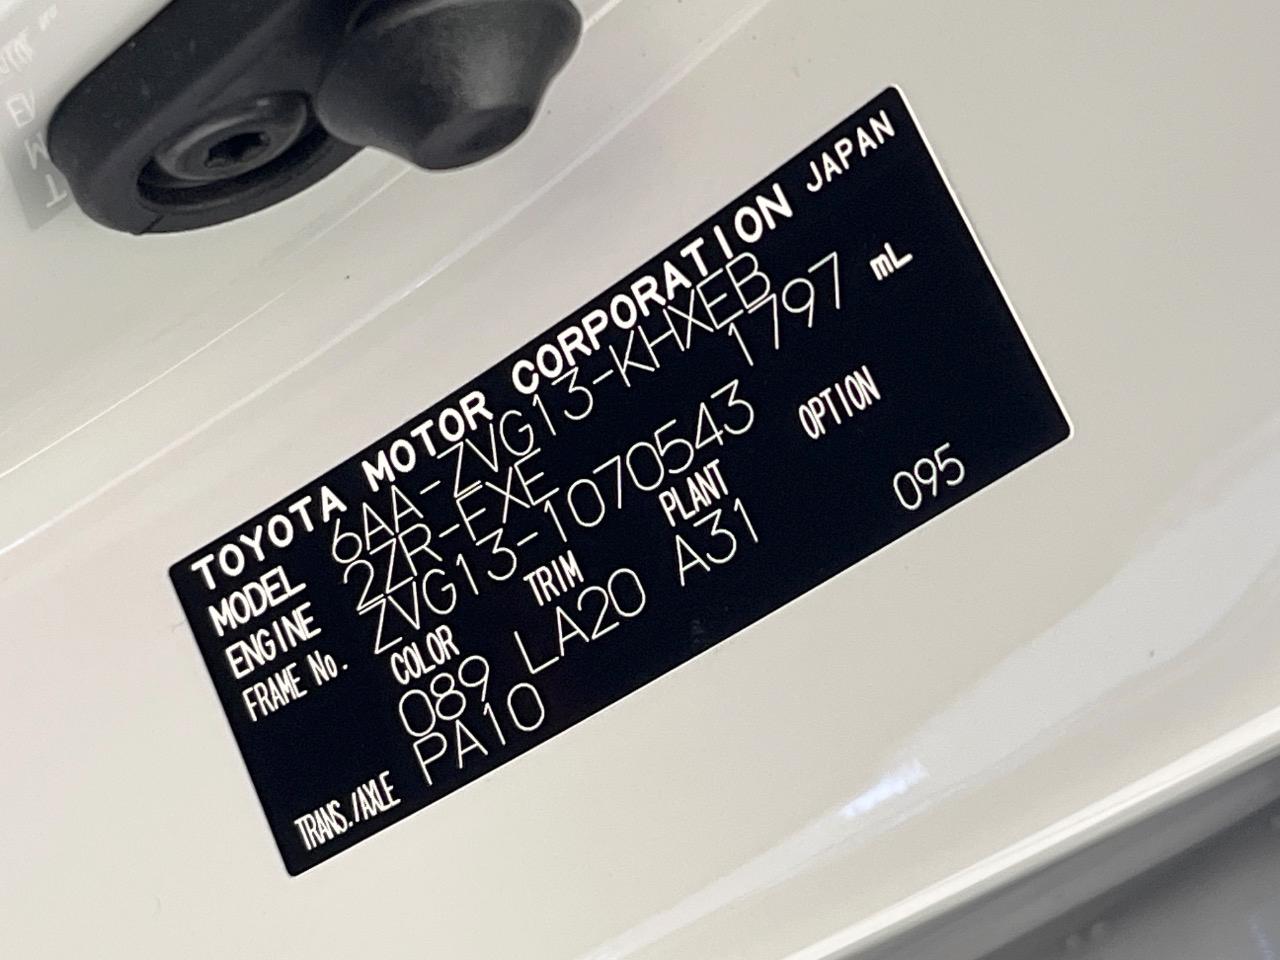 TOYOTA MOTOR CORPORATION JAPAN
MODEL 6AA-ZVG13-KHXEB
ENGINE 2ZR-EXE 1797 mL
FRAME No. ZVG13-1070543
COLOR TRIM PLANT OPTION
089 LA20 A31 095
TRANS./AXLE PA10